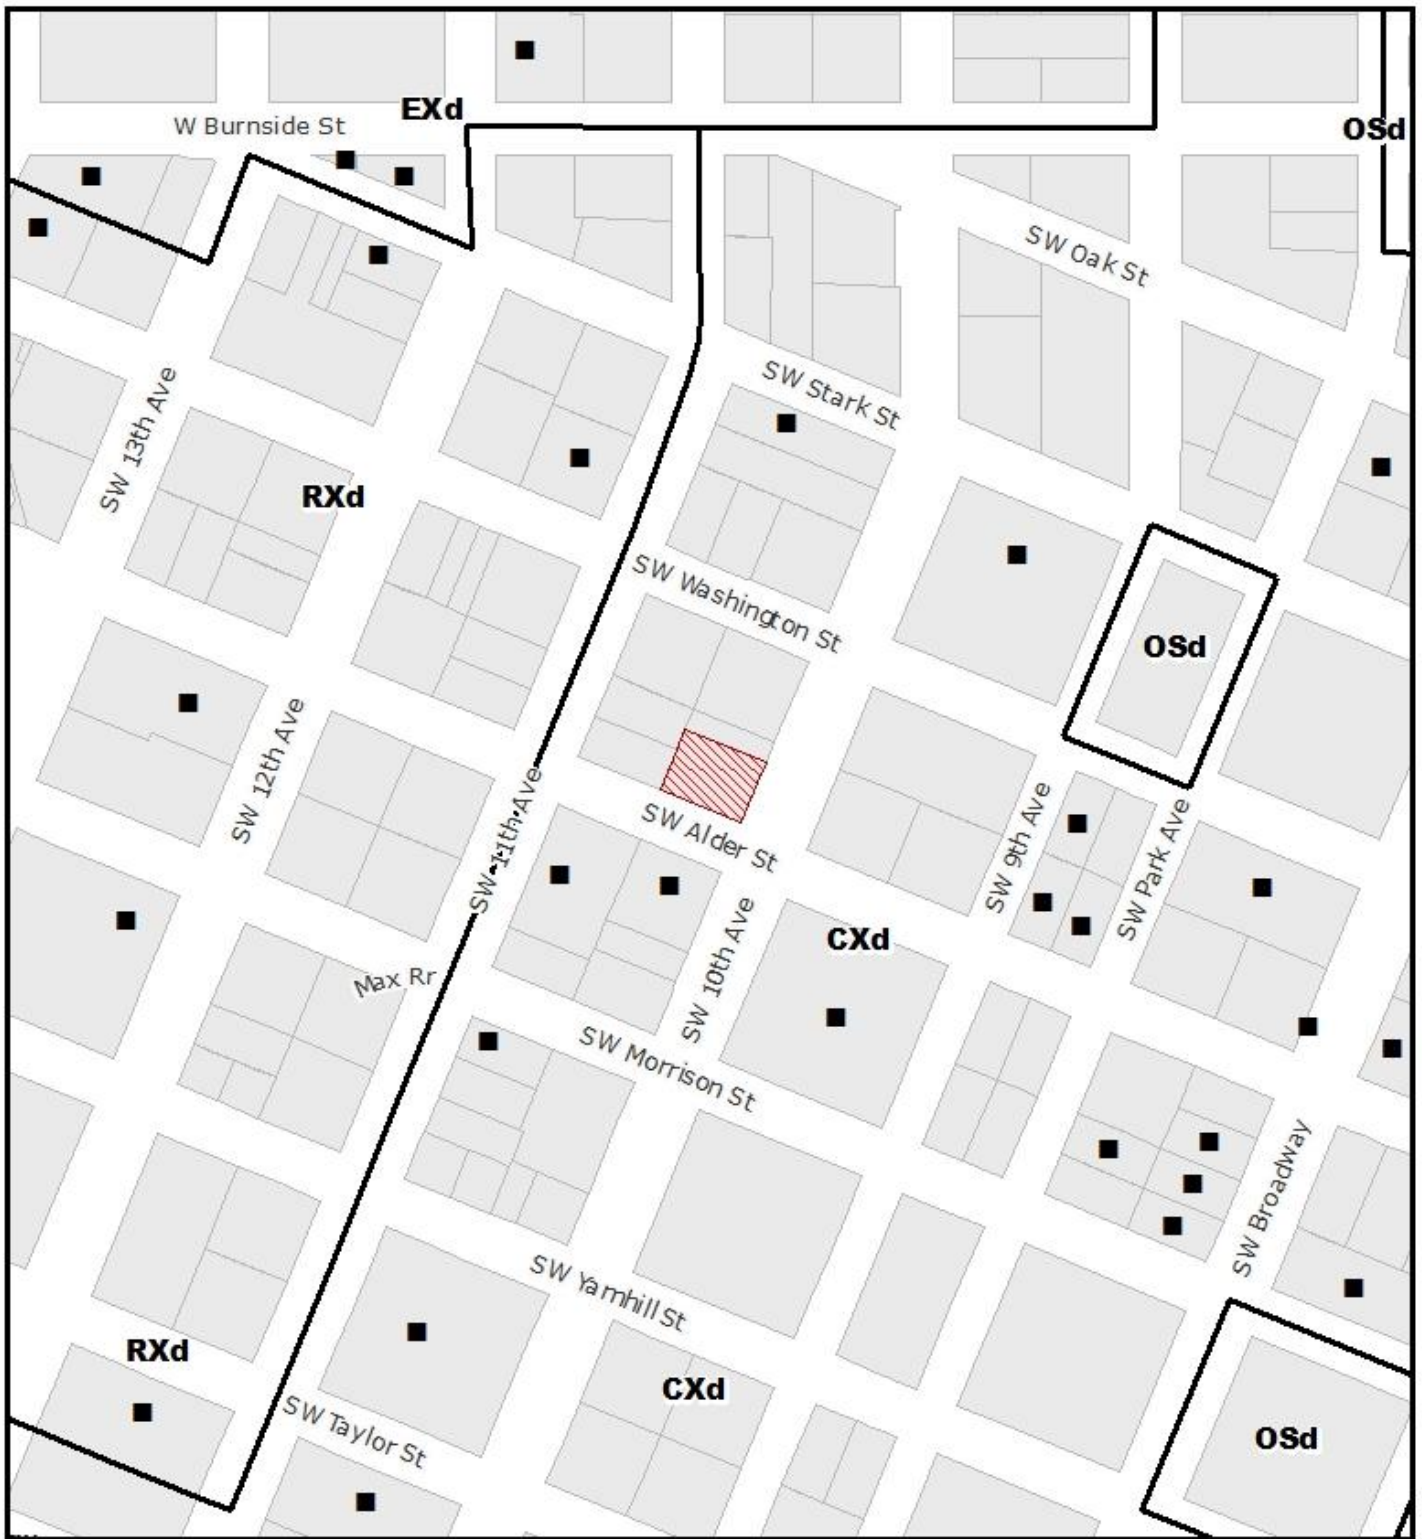 EXd
W Burnside St
OSd
SW Oak St
SW Stark St
SW 13th Ave
RXd
SW Washington St
OSd
SW 12th Ave
SW 11th Ave
SW Alder St
SW 9th Ave
SW Park Ave
SW 10th Ave
CXd
Max Rr
SW Morrison St
SW Broadway
SW Yamhill St
RXd
CXd
SW Taylor St
OSd